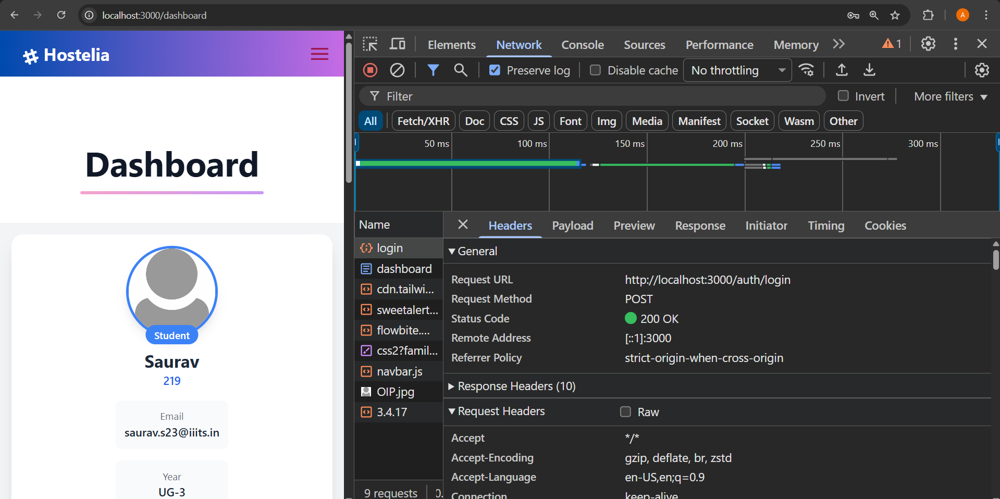 localhost:3000/dashboard
A
Hostelia
Dashboard
Student
Saurav
219
Email
saurav.s23@iiits.in
Year
UG-3
Elements Network Console Sources Performance Memory 1
Preserve log Disable cache No throttling
Filter Invert More filters
All Fetch/XHR Doc CSS JS Font Img Media Manifest Socket Wasm Other
50 ms 100 ms 150 ms 200 ms 250 ms 300 ms
Name
login
dashboard
cdn.tailwi...
sweetalert...
flowbite....
css2?famil...
navbar.js
OIP.jpg
3.4.17
9 requests 0.
Headers Payload Preview Response Initiator Timing Cookies
General
Request URL http://localhost:3000/auth/login
Request Method POST
Status Code 200 OK
Remote Address [::1]:3000
Referrer Policy strict-origin-when-cross-origin
Response Headers (10)
Request Headers Raw
Accept */*
Accept-Encoding gzip, deflate, br, zstd
Accept-Language en-US,en;q=0.9
Connection keep-alive